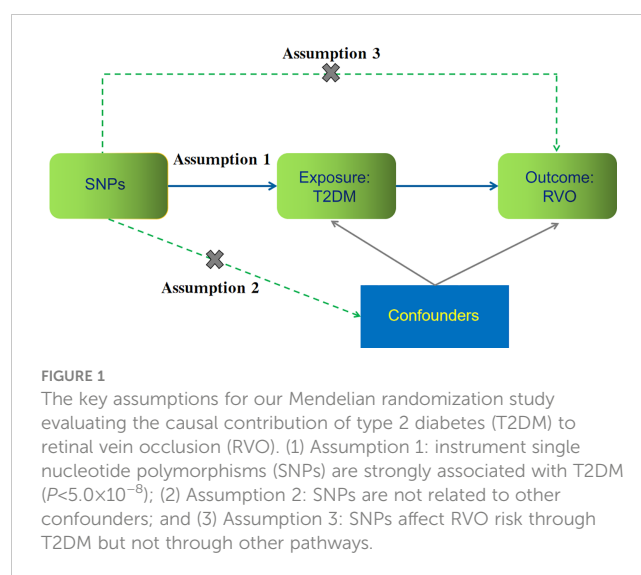 Assumption 3
Assumption 1
SNPs
Exposure:
T2DM
Outcome:
RVO
Assumption 2
Confounders
FIGURE 1
The key assumptions for our Mendelian randomization study
evaluating the causal contribution of type 2 diabetes (T2DM) to
retinal vein occlusion (RVO). (1) Assumption 1: instrument single
nucleotide polymorphisms (SNPs) are strongly associated with T2DM
(P<5.0×10⁻⁸); (2) Assumption 2: SNPs are not related to other
confounders; and (3) Assumption 3: SNPs affect RVO risk through
T2DM but not through other pathways.